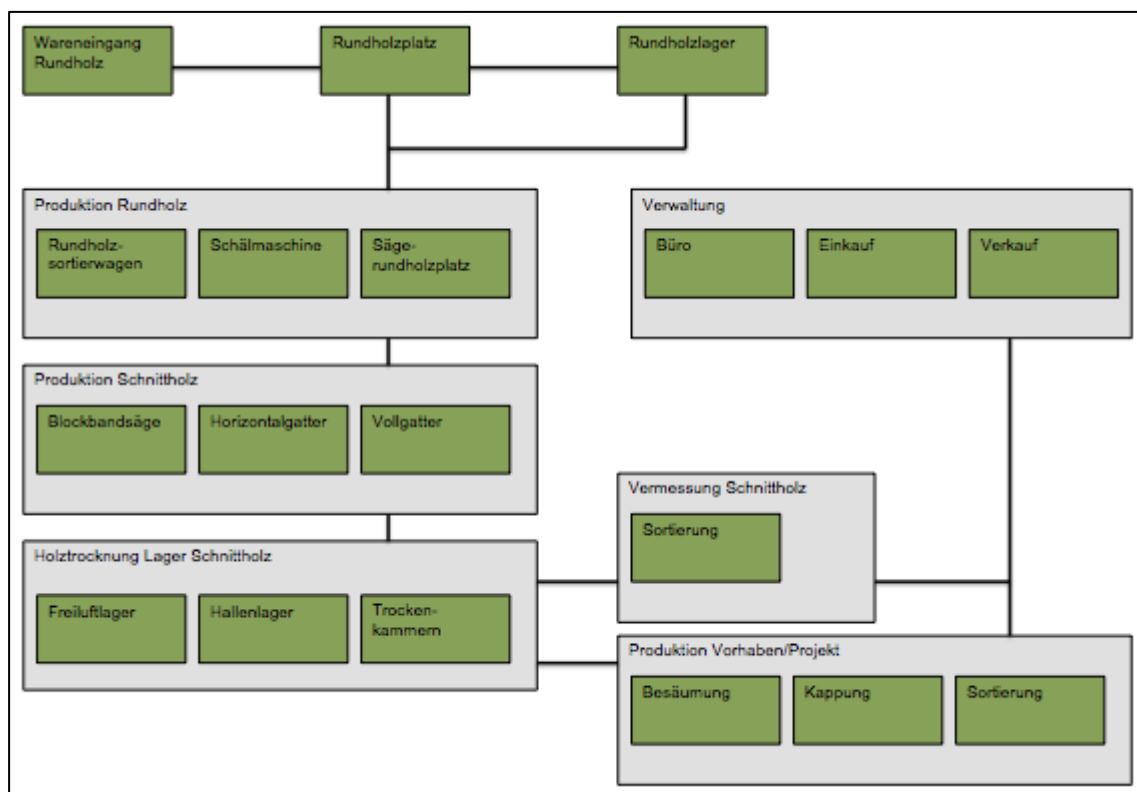 Wareneingang
Rundholz
Rundholzplatz
Rundholzlager
Produktion Rundholz
Rundholz-
sortierwagen
Schälmaschine
Säge-
rundholzplatz
Verwaltung
Büro
Einkauf
Verkauf
Produktion Schnittholz
Blockbandsäge
Horizontalgatter
Vollgatter
Vermessung Schnittholz
Sortierung
Holztrocknung Lager Schnittholz
Freiluftlager
Hallenlager
Trocken-
kammern
Produktion Vorhaben/Projekt
Besäumung
Kappung
Sortierung